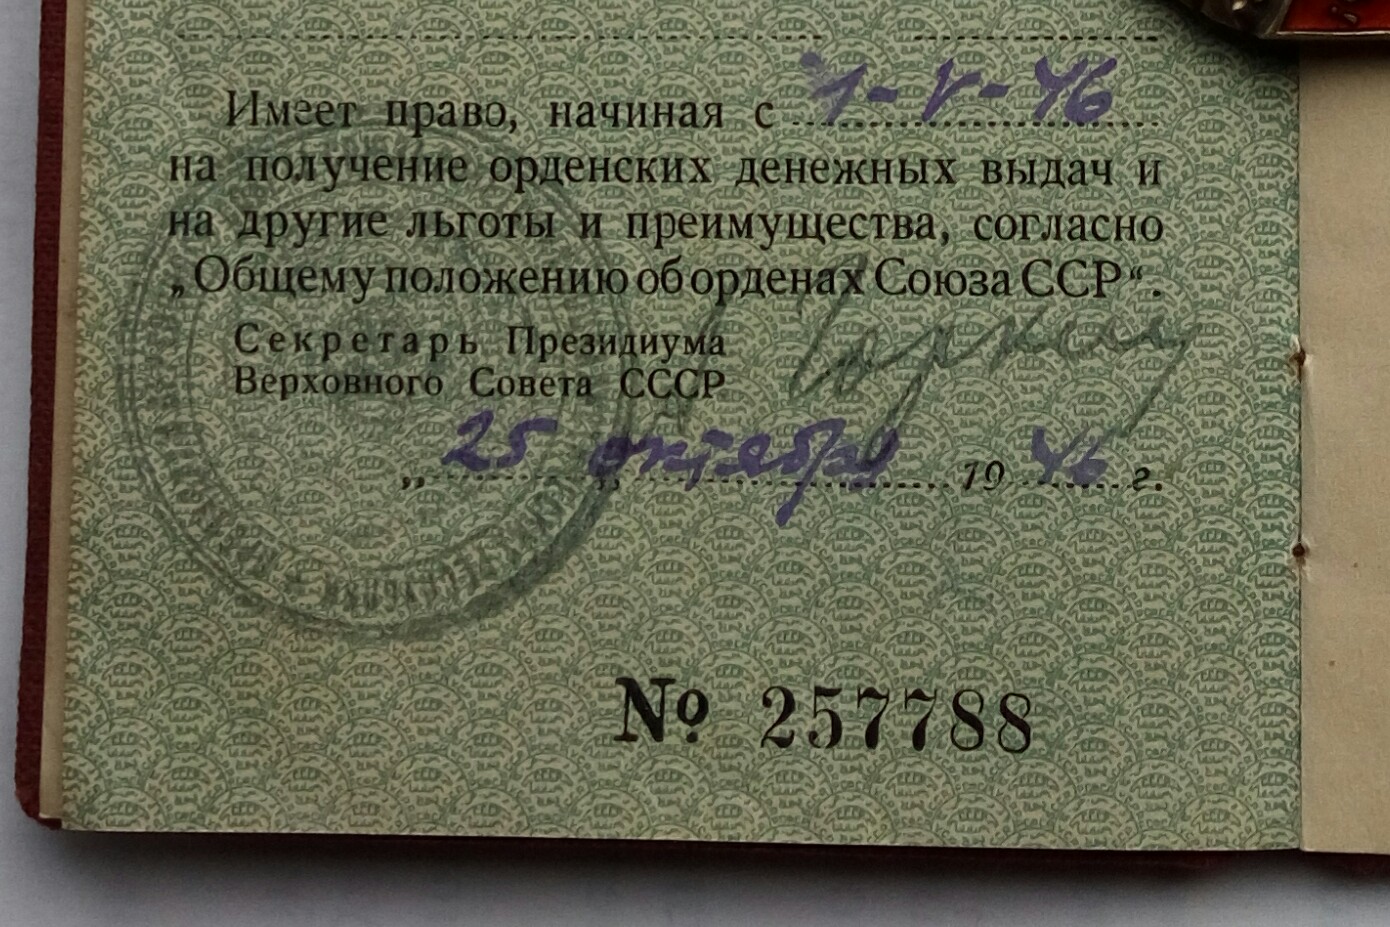 Имеет право, начиная с 1-V-46
на получение орденских денежных выдач и
на другие льготы и преимущества, согласно
„Общему положению об орденах Союза ССР“.
Секретарь Президиума
Верховного Совета СССР Горкин
„25„ октября 1946 г.
№ 257788